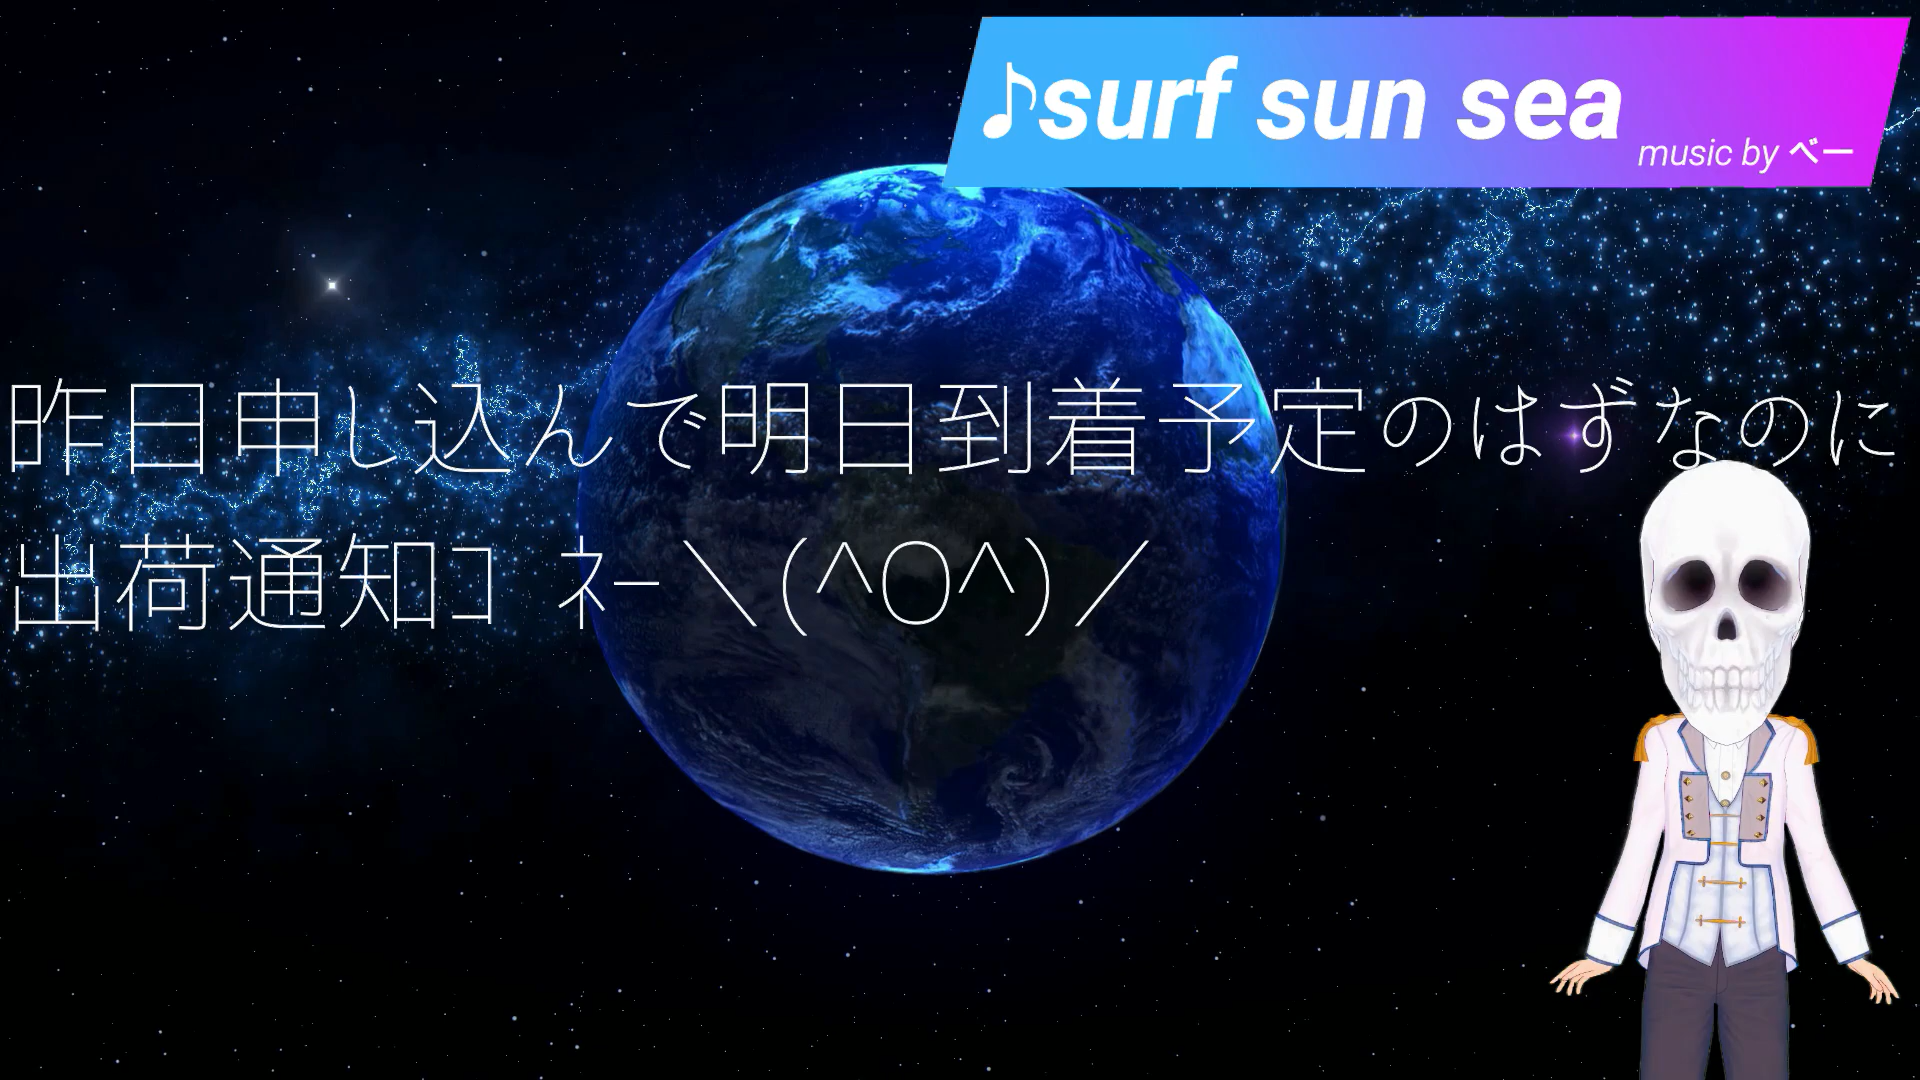 ♪surf sun sea
music by べー
昨日申し込んで明日到着予定のはずなのに
出荷通知ｺ ﾈｰ＼(^O^)／